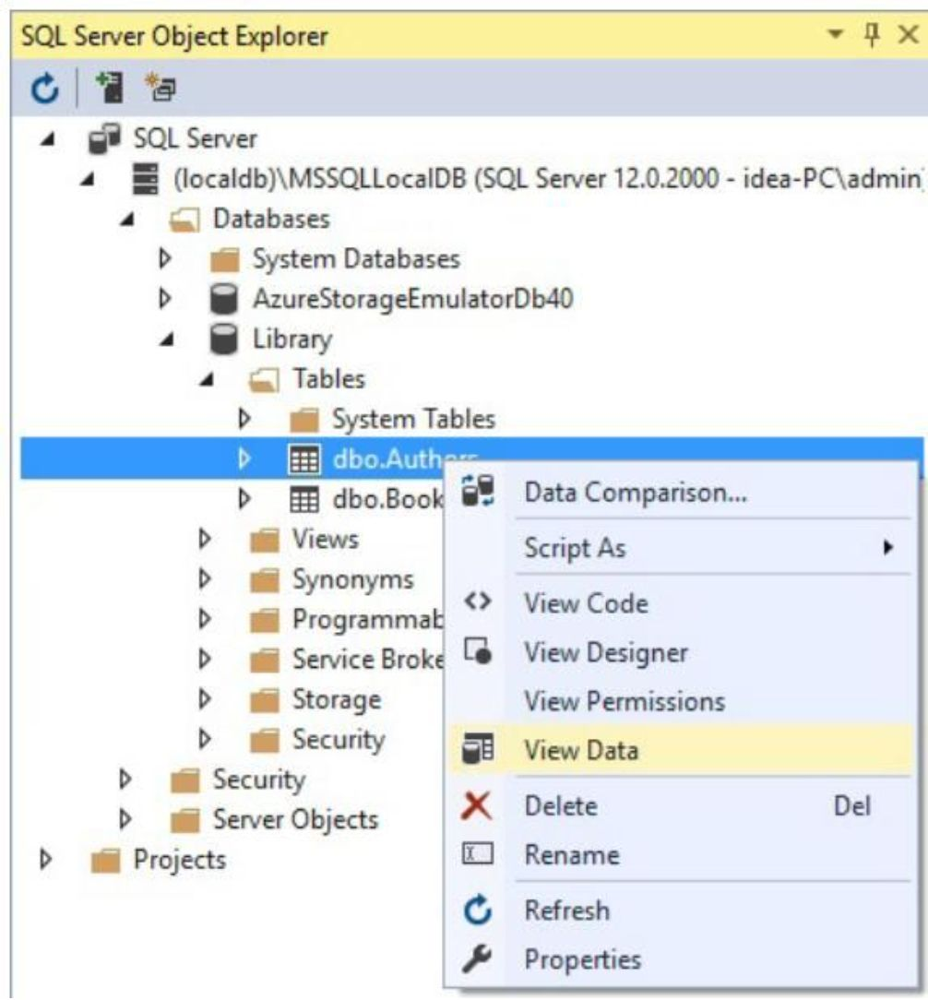 SQL Server Object Explorer
SQL Server
(localdb)\MSSQLLocalDB (SQL Server 12.0.2000 - idea-PC\admin
Databases
System Databases
AzureStorageEmulatorDb40
Library
Tables
System Tables
dbo.Authors
dbo.Book
Views
Synonyms
Programmab
Service Broke
Storage
Security
Security
Server Objects
Projects
Data Comparison...
Script As
View Code
View Designer
View Permissions
View Data
Delete Del
Rename
Refresh
Properties